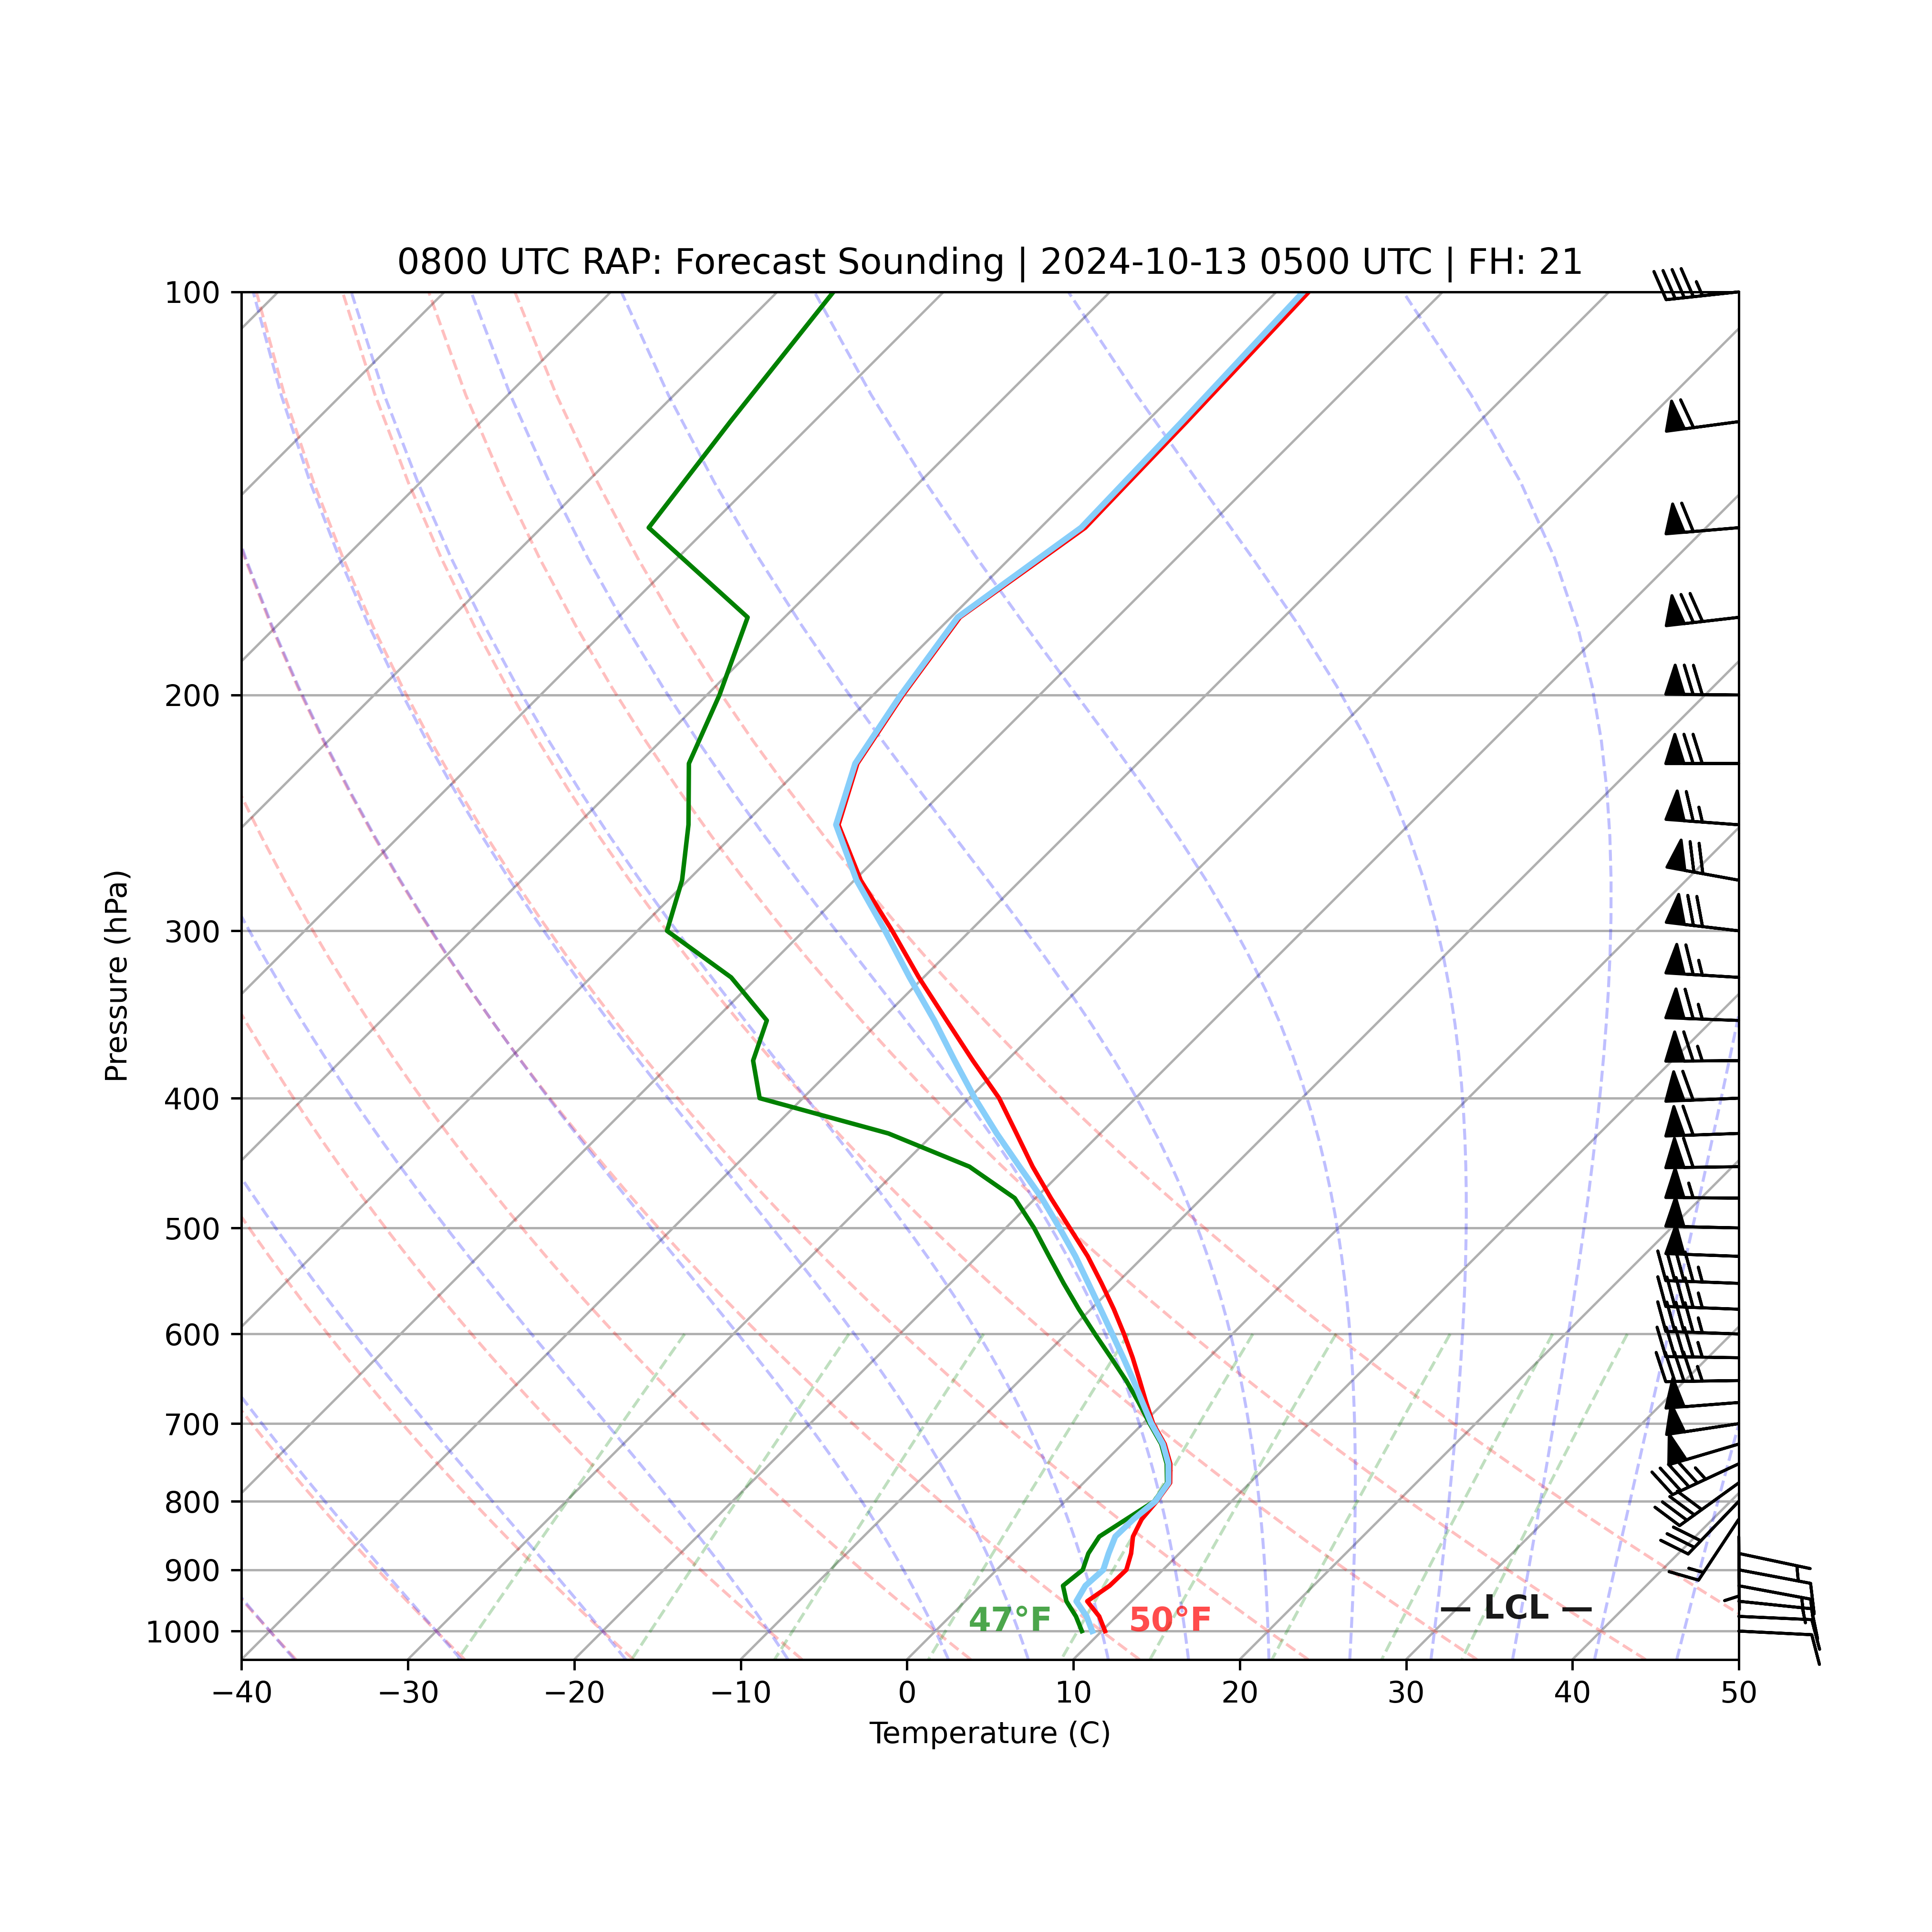 0800 UTC RAP: Forecast Sounding | 2024-10-13 0500 UTC | FH: 21
100
200
300
400
500
600
700
800
900
1000
Pressure (hPa)
47°F 50°F — LCL —
−40 −30 −20 −10 0 10 20 30 40 50
Temperature (C)